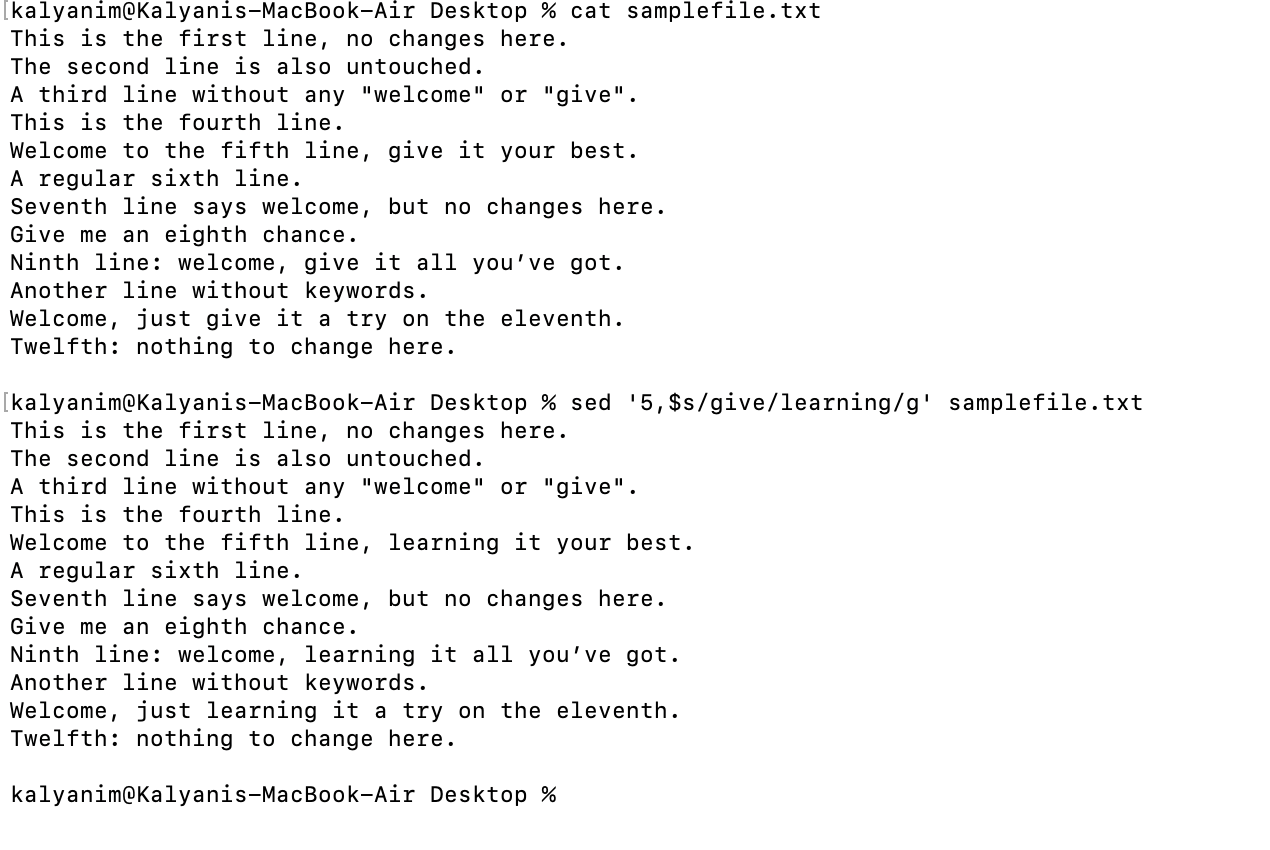 [kalyanim@Kalyanis-MacBook-Air Desktop % cat samplefile.txt
This is the first line, no changes here.
The second line is also untouched.
A third line without any "welcome" or "give".
This is the fourth line.
Welcome to the fifth line, give it your best.
A regular sixth line.
Seventh line says welcome, but no changes here.
Give me an eighth chance.
Ninth line: welcome, give it all you’ve got.
Another line without keywords.
Welcome, just give it a try on the eleventh.
Twelfth: nothing to change here.
[kalyanim@Kalyanis-MacBook-Air Desktop % sed '5,$s/give/learning/g' samplefile.txt
This is the first line, no changes here.
The second line is also untouched.
A third line without any "welcome" or "give".
This is the fourth line.
Welcome to the fifth line, learning it your best.
A regular sixth line.
Seventh line says welcome, but no changes here.
Give me an eighth chance.
Ninth line: welcome, learning it all you’ve got.
Another line without keywords.
Welcome, just learning it a try on the eleventh.
Twelfth: nothing to change here.
kalyanim@Kalyanis-MacBook-Air Desktop %